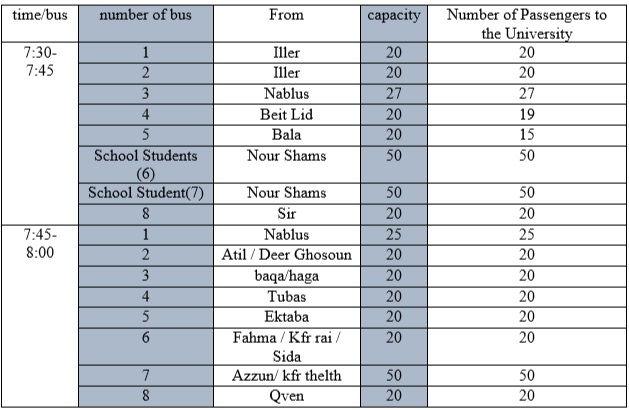 time/bus number of bus From capacity Number of Passengers to
the University
7:30- 1 Iller 20 20
7:45 2 Iller 20 20
3 Nablus 27 27
4 Beit Lid 20 19
5 Bala 20 15
School Students Nour Shams 50 50
(6)
School Student(7) Nour Shams 50 50
8 Sir 20 20
7:45- 1 Nablus 25 25
8:00 2 Atil / Deer Ghosoun 20 20
3 baqa/haga 20 20
4 Tubas 20 20
5 Ektaba 20 20
6 Fahma / Kfr rai / 20 20
Sida
7 Azzun/ kfr thelth 50 50
8 Qven 20 20